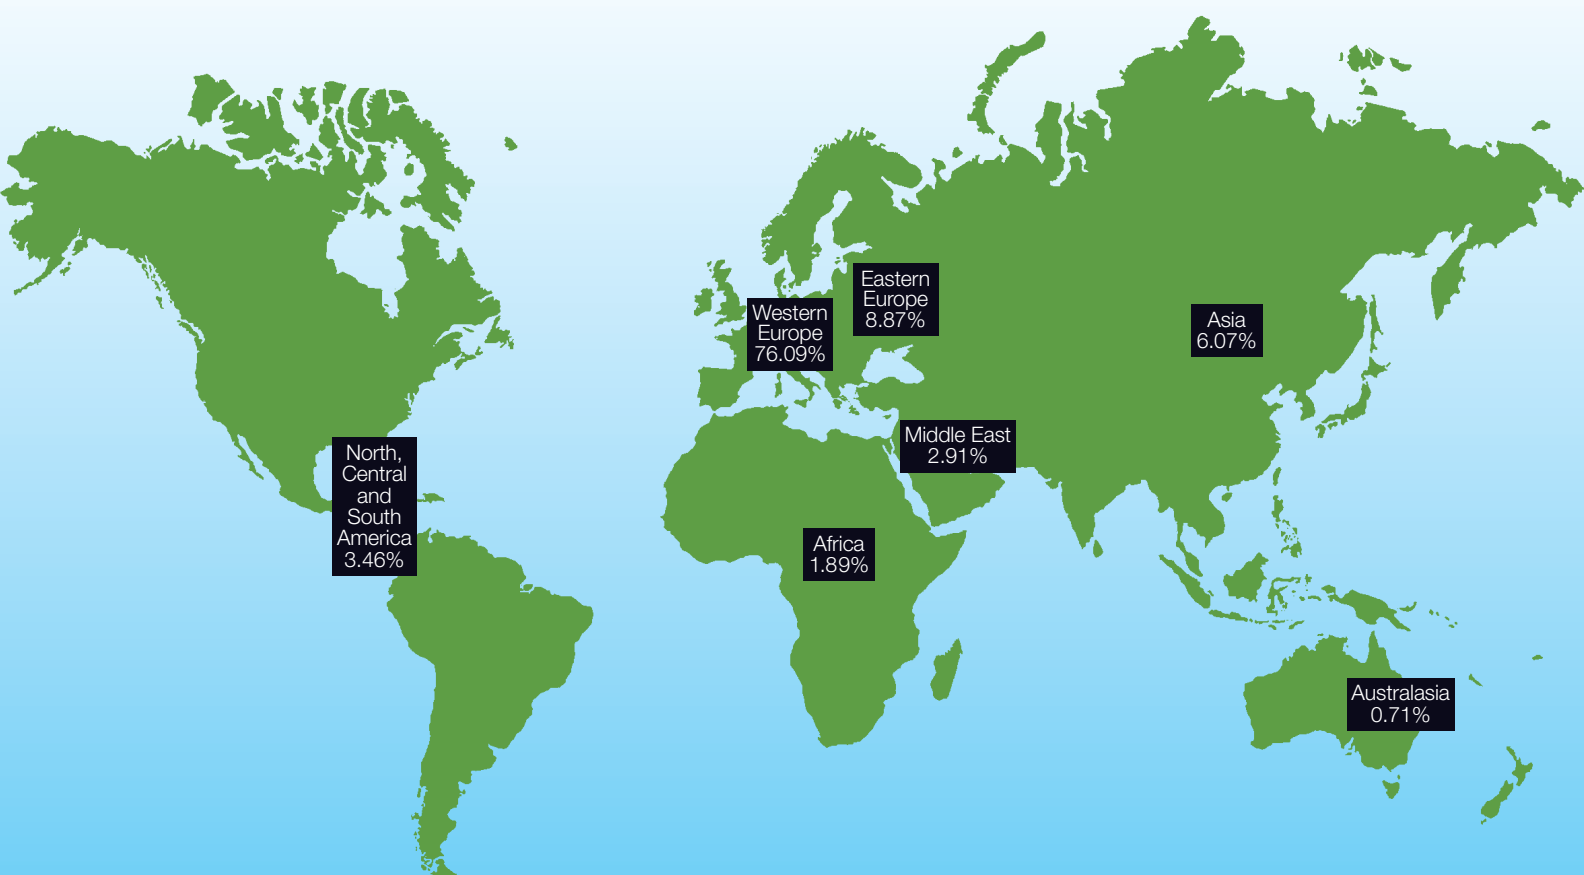 Eastern
Europe
8.87%
Western
Europe
76.09%
Asia
6.07%
Middle East
2.91%
North,
Central
and
South
America
3.46%
Africa
1.89%
Australasia
0.71%